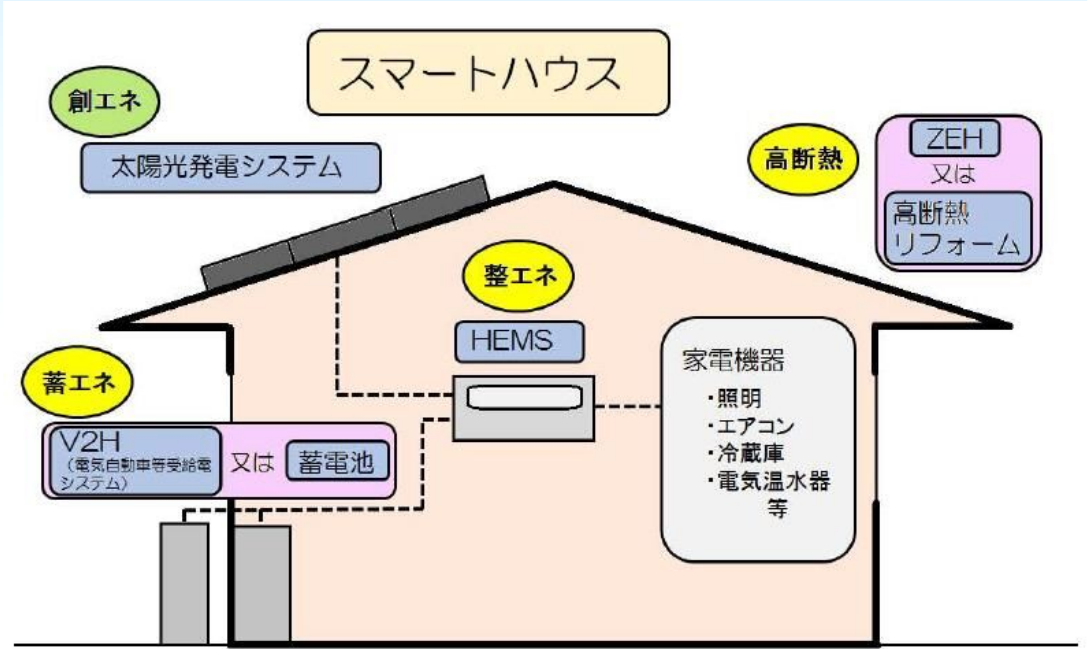 スマートハウス
創エネ
太陽光発電システム
高断熱
ZEH
又は
高断熱
リフォーム
整エネ
HEMS
家電機器
・照明
・エアコン
・冷蔵庫
・電気温水器
等
蓄エネ
V2H
（電気自動車等受給電
システム）
又は
蓄電池